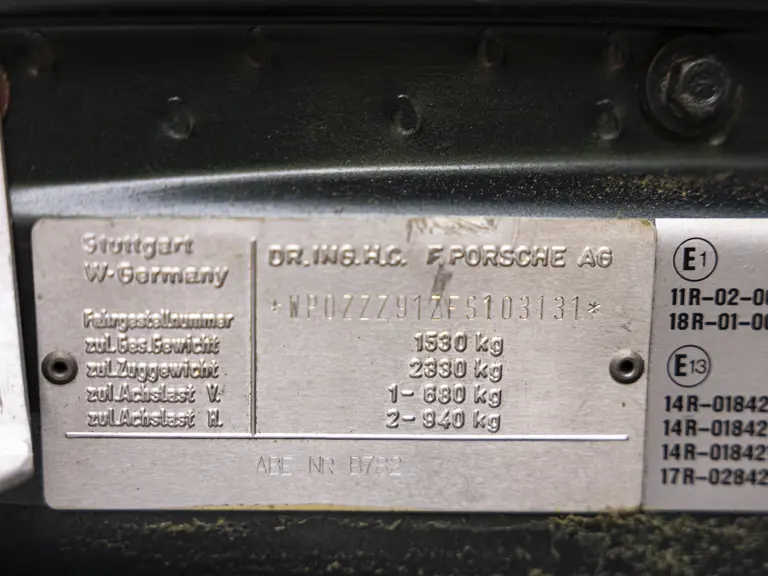 Stuttgart
W-Germany
DR.ING.H.C. F.PORSCHE AG
Fahrgestellnummer
*WP0ZZZ91ZFS103131*
zul.Ges.Gewicht 1530 kg
zul.Zuggewicht 2330 kg
zul.Achslast V. 1- 680 kg
zul.Achslast H. 2- 940 kg
ABE NR B782
E1
11R-02-00
18R-01-00
E13
14R-01842
14R-01842
14R-01842
17R-02842